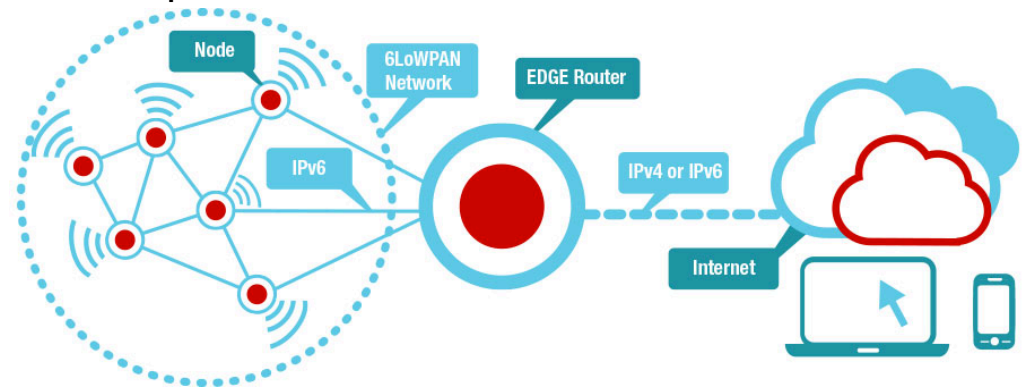 Node
6LoWPAN
Network
EDGE Router
IPv6
IPv4 or IPv6
Internet